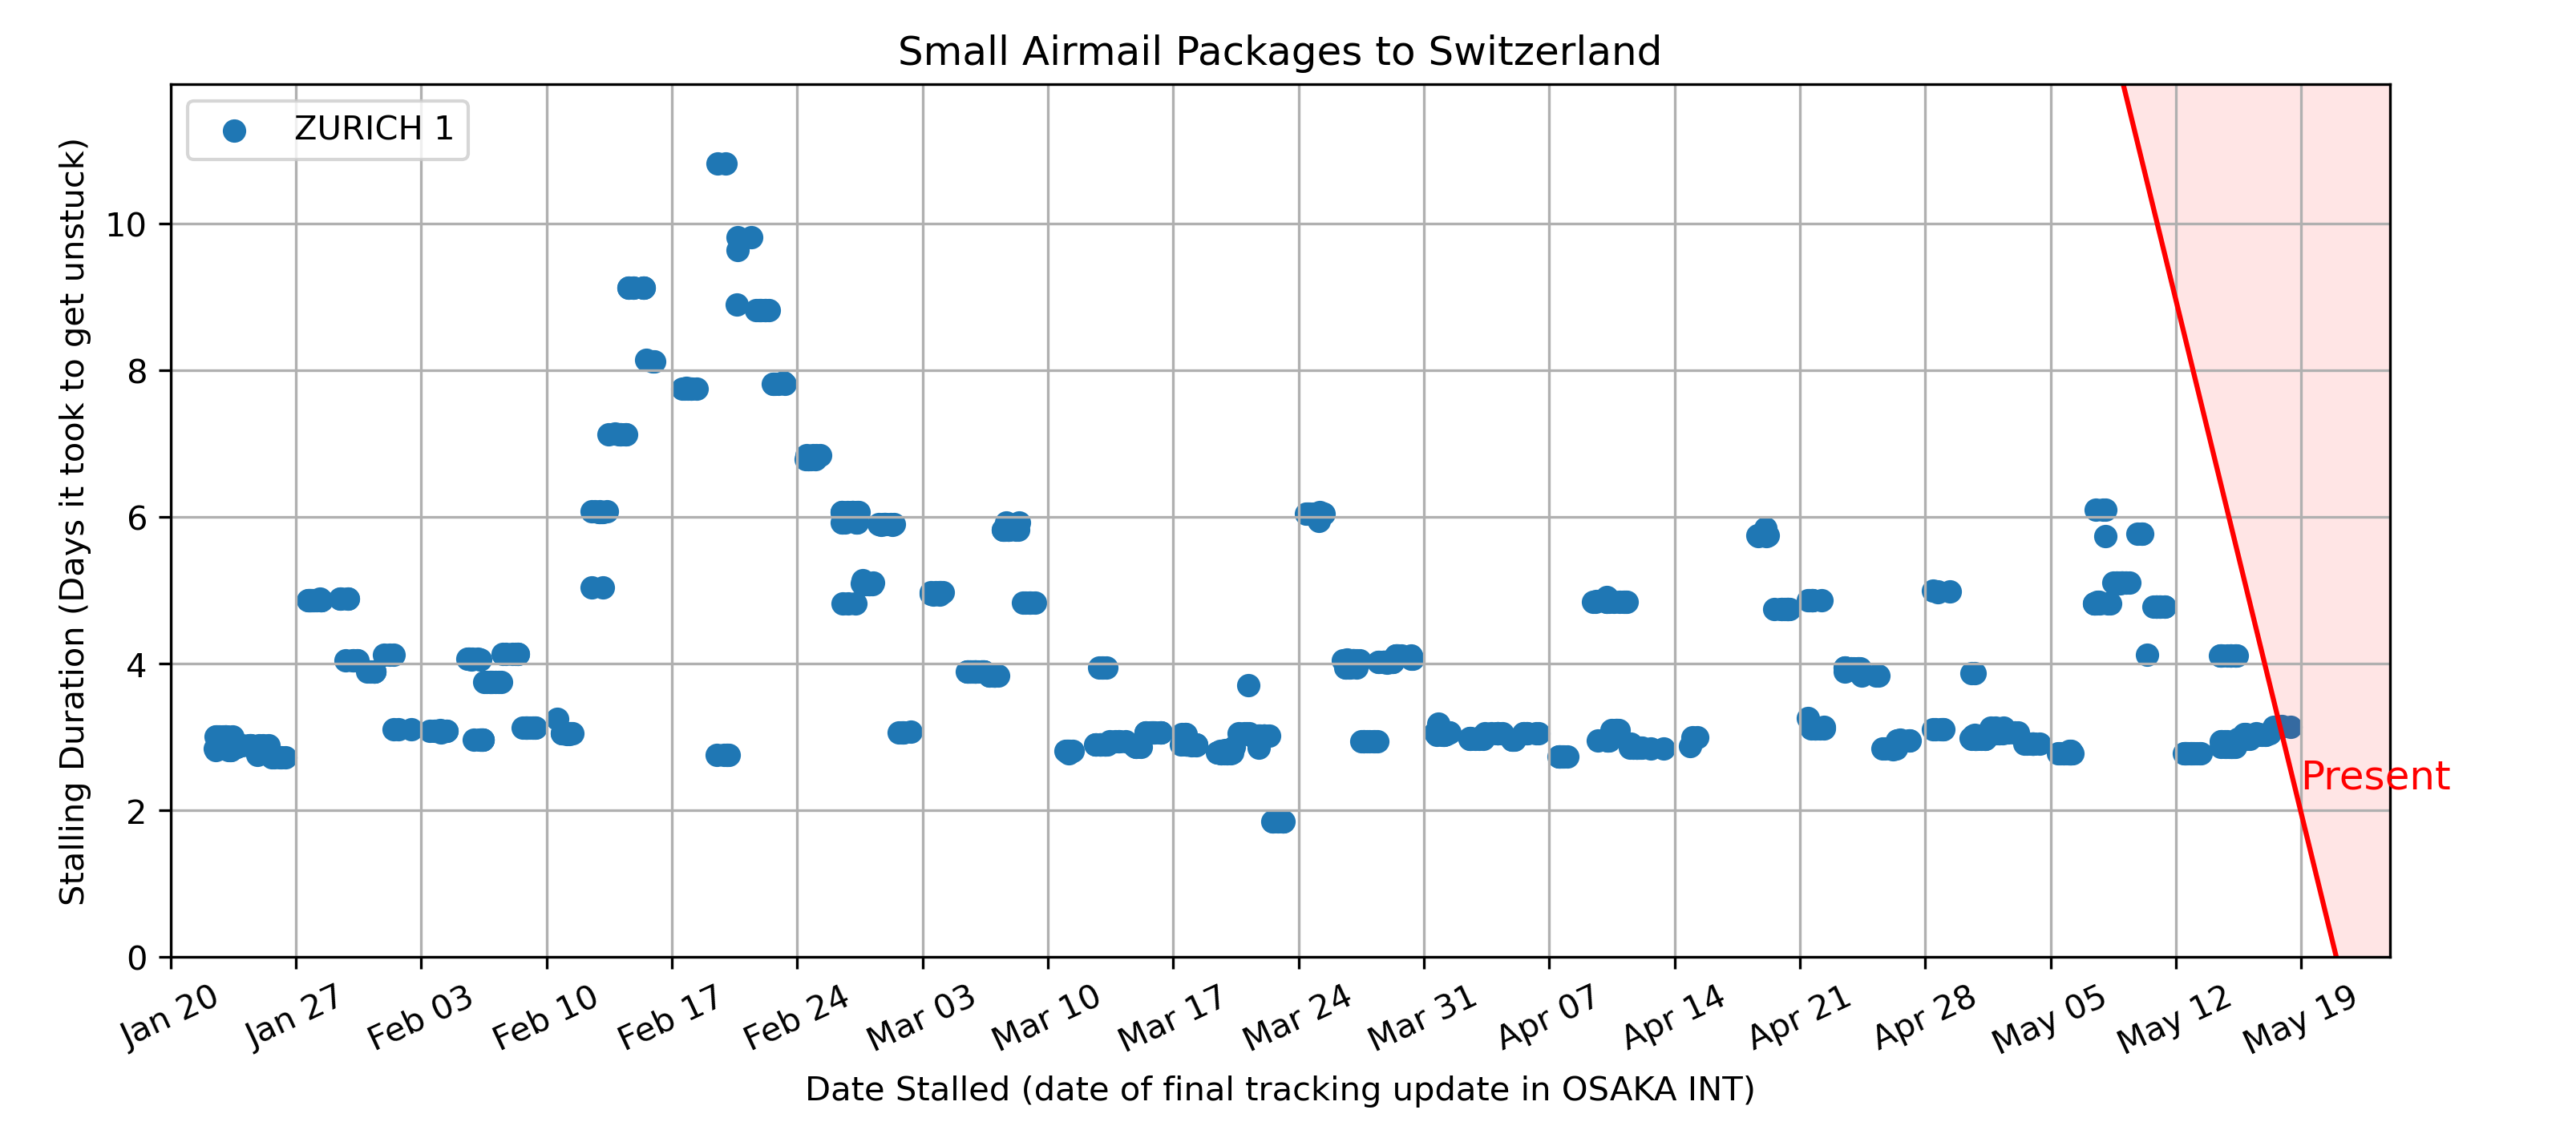 Small Airmail Packages to Switzerland
ZURICH 1
Stalling Duration (Days it took to get unstuck)
10
8
6
4
2
0
Present
Jan 20
Jan 27
Feb 03
Feb 10
Feb 17
Feb 24
Mar 03
Mar 10
Mar 17
Mar 24
Mar 31
Apr 07
Apr 14
Apr 21
Apr 28
May 05
May 12
May 19
Date Stalled (date of final tracking update in OSAKA INT)